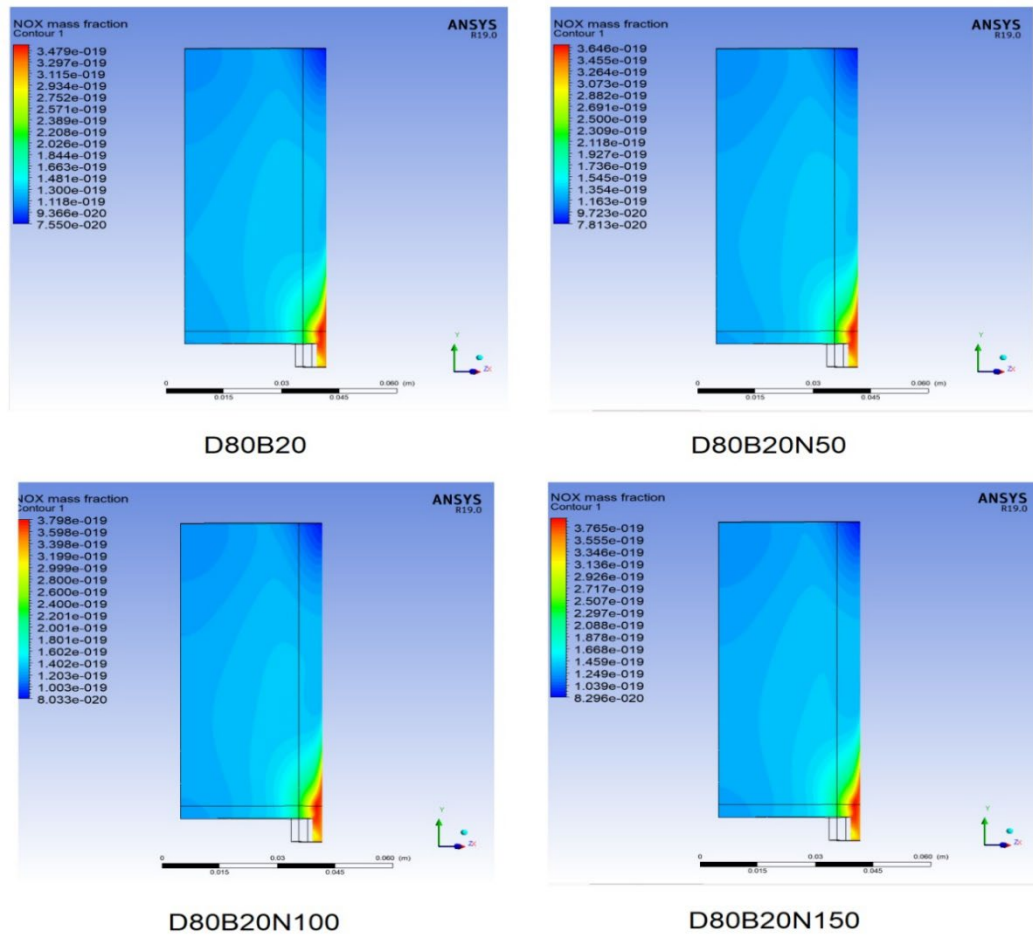 NOX mass fraction
Contour 1
3.479e-019
3.297e-019
3.115e-019
2.934e-019
2.752e-019
2.571e-019
2.389e-019
2.208e-019
2.026e-019
1.844e-019
1.663e-019
1.481e-019
1.300e-019
1.118e-019
9.366e-020
7.550e-020
ANSYS
R19.0
Y
ZX
0 0.03 0.060 (m)
0.015 0.045
D80B20
NOX mass fraction
Contour 1
3.646e-019
3.455e-019
3.264e-019
3.073e-019
2.882e-019
2.691e-019
2.500e-019
2.309e-019
2.118e-019
1.927e-019
1.736e-019
1.545e-019
1.354e-019
1.163e-019
9.723e-020
7.813e-020
ANSYS
R19.0
Y
ZX
0 0.03 0.060 (m)
0.015 0.045
D80B20N50
NOX mass fraction
Contour 1
3.798e-019
3.598e-019
3.398e-019
3.199e-019
2.999e-019
2.800e-019
2.600e-019
2.400e-019
2.201e-019
2.001e-019
1.801e-019
1.602e-019
1.402e-019
1.203e-019
1.003e-019
8.033e-020
ANSYS
R19.0
Y
ZX
0 0.03 0.060 (m)
0.015 0.045
D80B20N100
NOX mass fraction
Contour 1
3.765e-019
3.555e-019
3.346e-019
3.136e-019
2.926e-019
2.717e-019
2.507e-019
2.297e-019
2.088e-019
1.878e-019
1.668e-019
1.459e-019
1.249e-019
1.039e-019
8.296e-020
ANSYS
R19.0
Y
ZX
0 0.03 0.060 (m)
0.015 0.045
D80B20N150